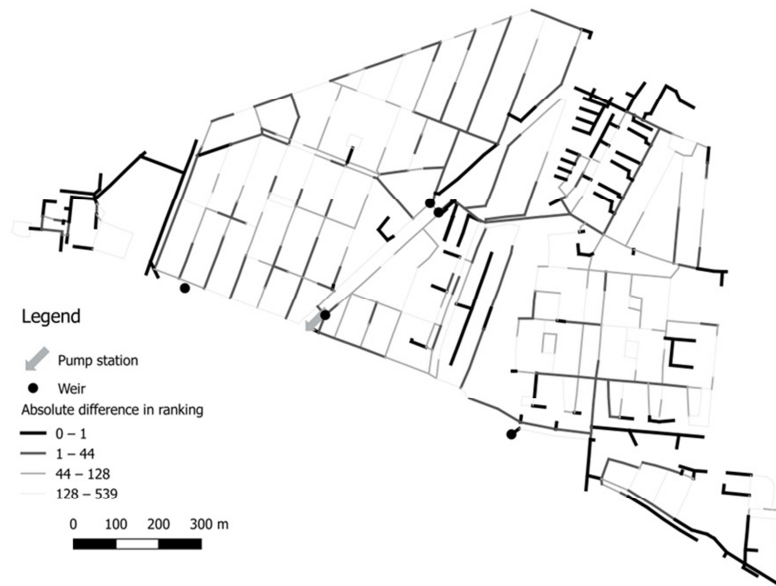 Legend
Pump station
Weir
Absolute difference in ranking
0 – 1
1 – 44
44 – 128
128 – 539
0 100 200 300 m